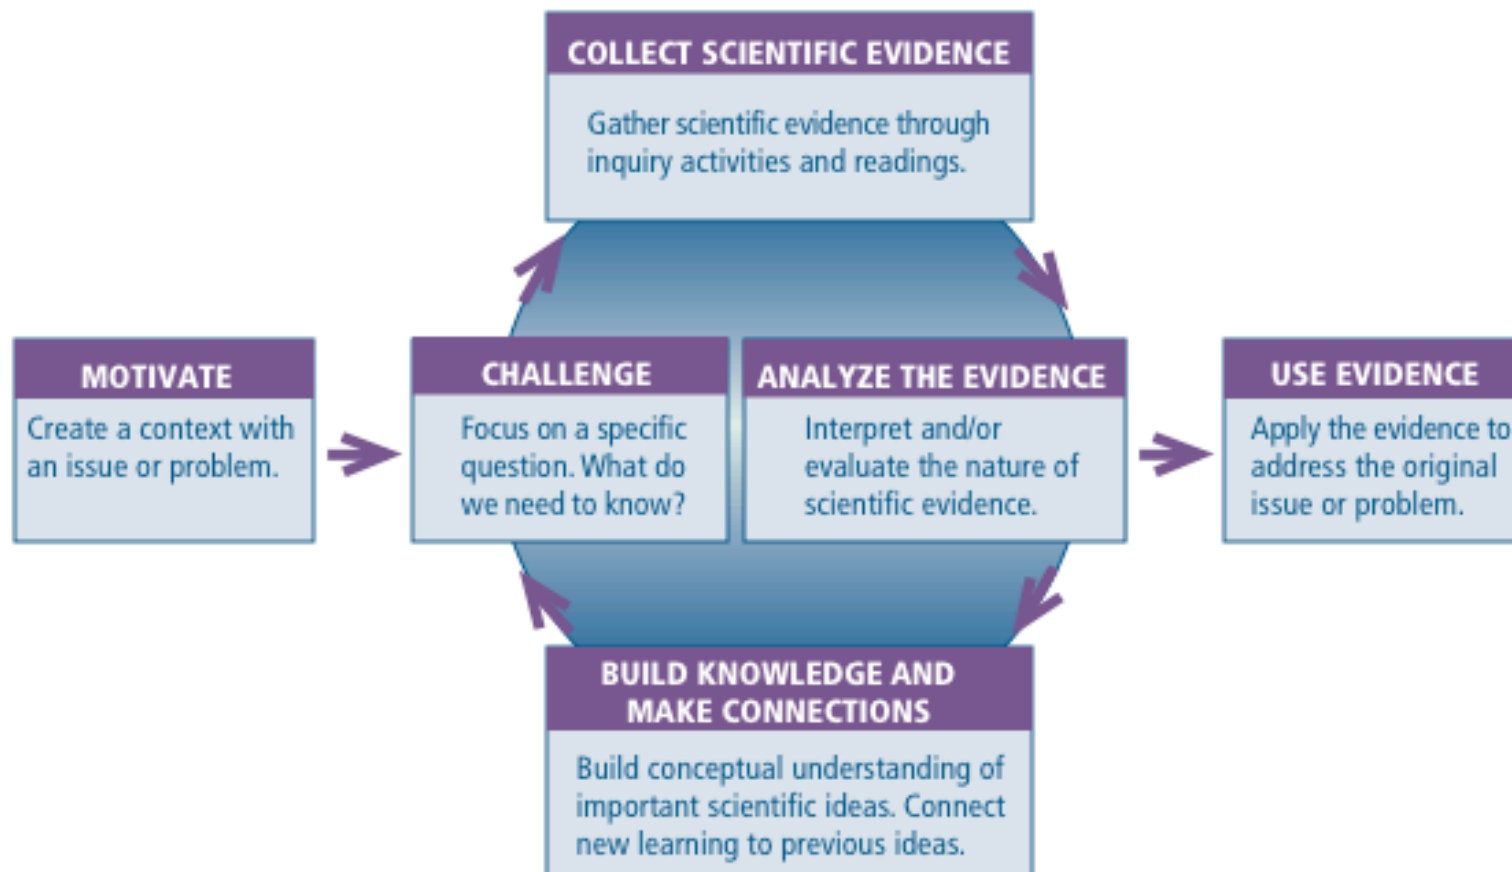 COLLECT SCIENTIFIC EVIDENCE
Gather scientific evidence through
inquiry activities and readings.
MOTIVATE
Create a context with
an issue or problem.
CHALLENGE
Focus on a specific
question. What do
we need to know?
ANALYZE THE EVIDENCE
Interpret and/or
evaluate the nature of
scientific evidence.
USE EVIDENCE
Apply the evidence to
address the original
issue or problem.
BUILD KNOWLEDGE AND
MAKE CONNECTIONS
Build conceptual understanding of
important scientific ideas. Connect
new learning to previous ideas.